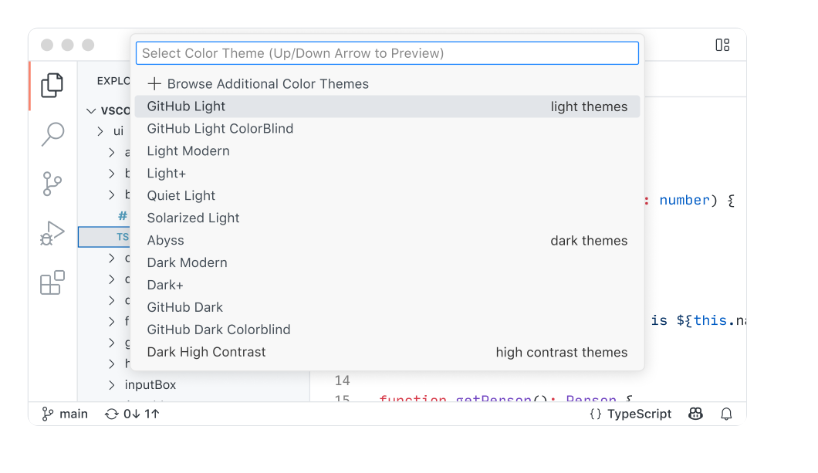 Select Color Theme (Up/Down Arrow to Preview)
EXPLO
+ Browse Additional Color Themes
VSCO
GitHub Light light themes
ui
GitHub Light ColorBlind
Light Modern
Light+
Quiet Light
: number) {
Solarized Light
#
Abyss dark themes
TS
Dark Modern
Dark+
GitHub Dark
is ${this.na
GitHub Dark Colorblind
Dark High Contrast high contrast themes
14
inputBox
15 function getPerson(): Person {
main 0↓ 1↑ {} TypeScript